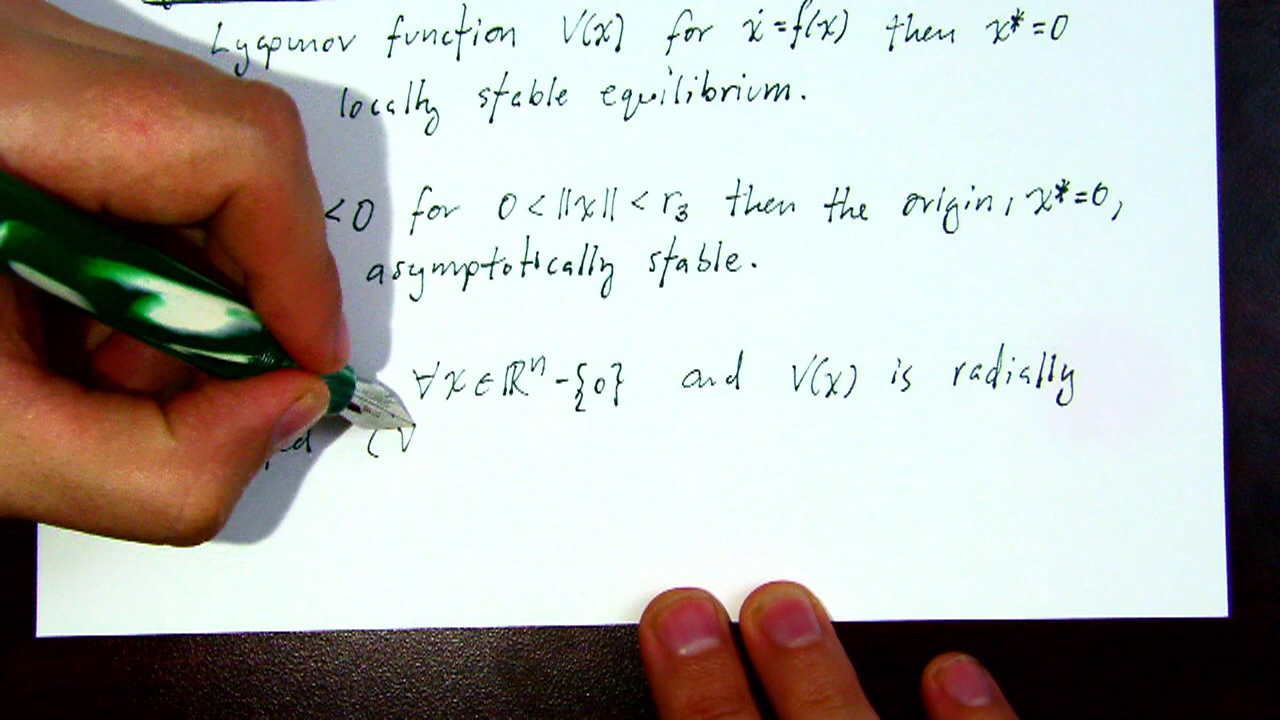 Lyapunov function V(x) for ẋ=f(x) then x*=0
locally stable equilibrium.
<0 for 0<||x||<r₃ then the origin, x*=0,
asymptotically stable.
∀x∈ℝⁿ-{0} and V(x) is radially
(V